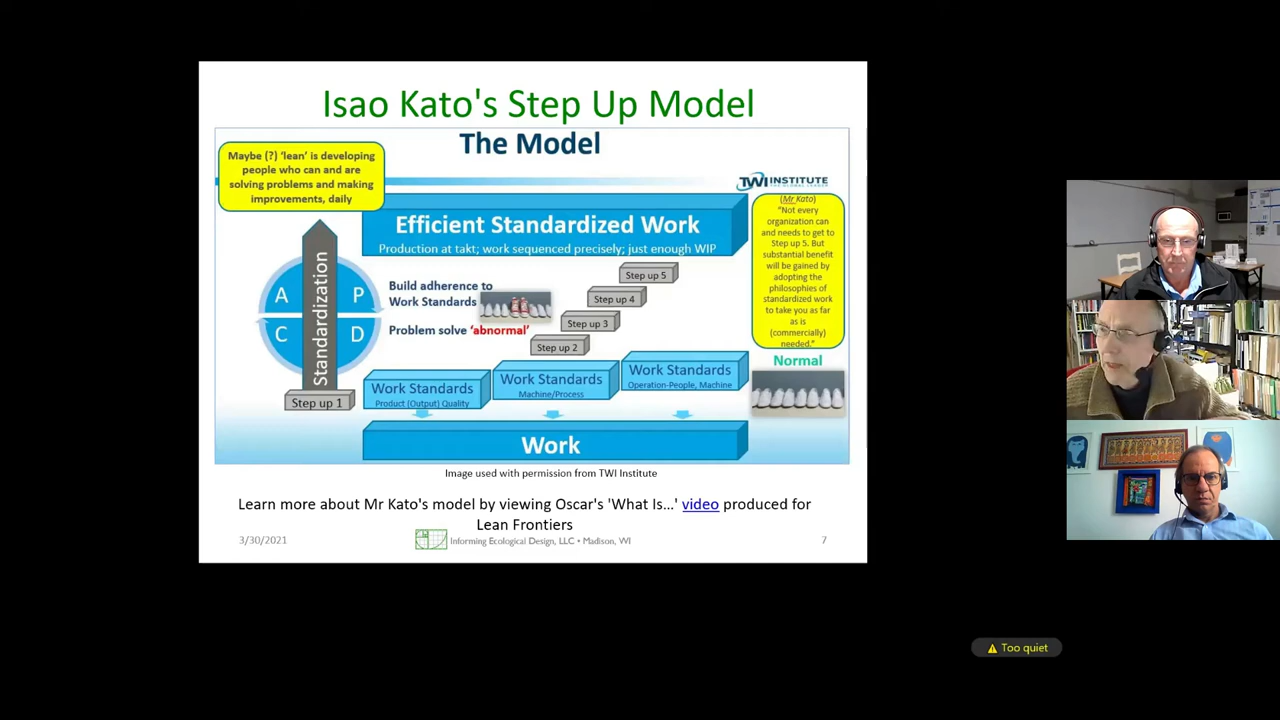 Isao Kato's Step Up Model
The Model
Maybe (?) 'lean' is developing
people who can and are
solving problems and making
improvements, daily
TWI INSTITUTE
THE GLOBAL LEADER
Efficient Standardized Work
Production at takt; work sequenced precisely; just enough WIP
(Mr Kato)
"Not every
organization can
and needs to get to
Step up 5. But
substantial benefit
will be gained by
adopting the
philosophies of
standardized work
to take you as far
as is
(commercially)
needed."
Build adherence to
Work Standards
Problem solve 'abnormal'
A
P
C
D
Standardization
Step up 5
Step up 4
Step up 3
Step up 2
Step up 1
Normal
Work Standards
Product (Output) Quality
Work Standards
Machine/Process
Work Standards
Operation-People, Machine
Work
Image used with permission from TWI Institute
Learn more about Mr Kato's model by viewing Oscar's 'What Is...' video produced for
Lean Frontiers
3/30/2021
Informing Ecological Design, LLC • Madison, WI
7
Too quiet